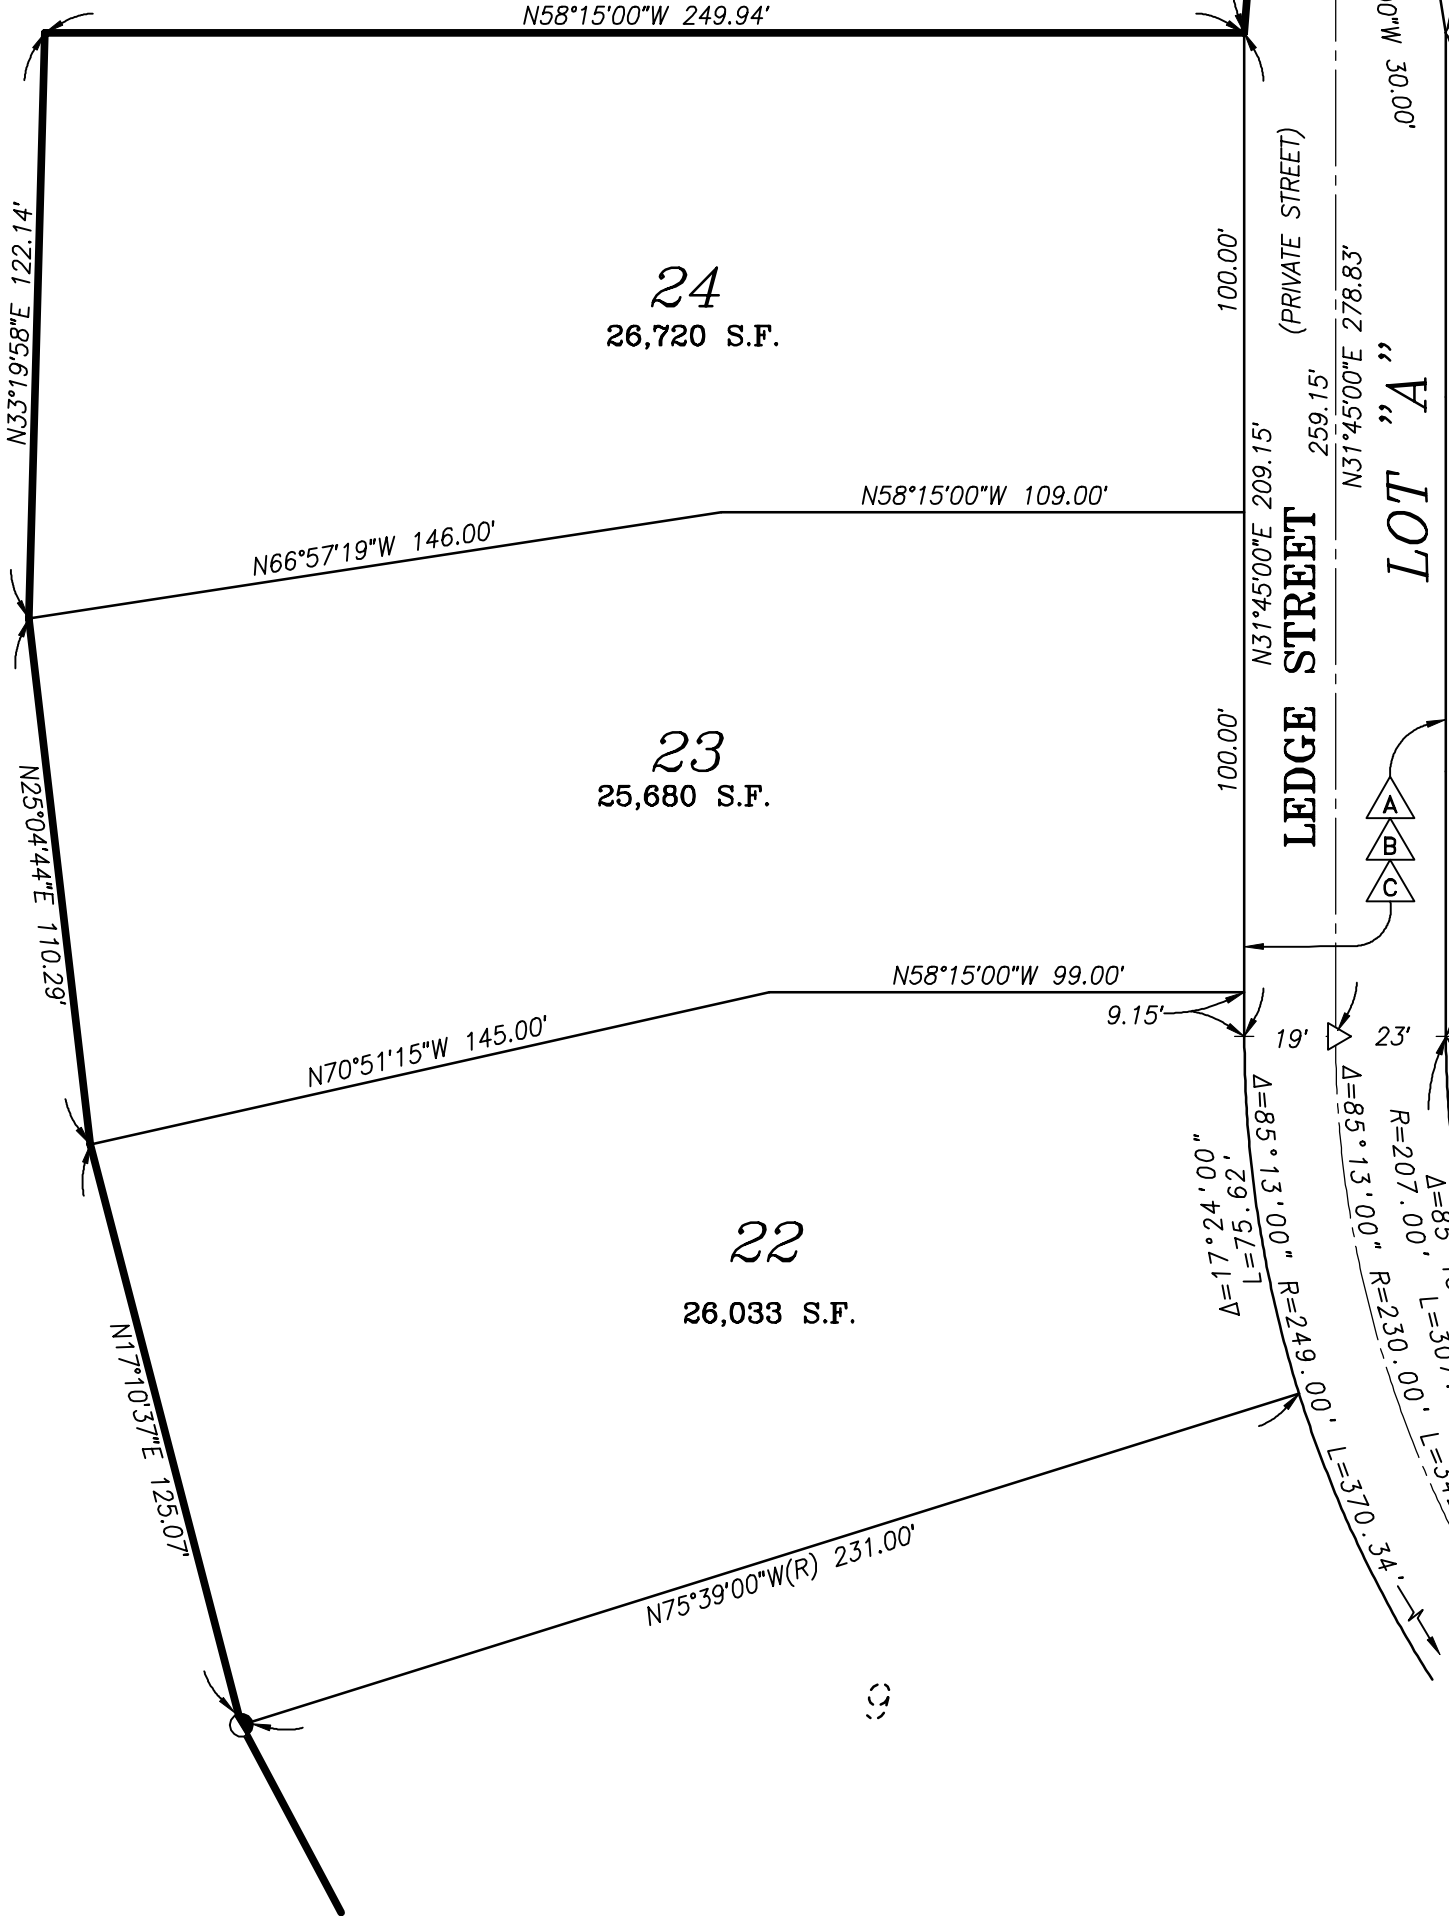 N58°15'00"W 249.94'
00"W 30.00'
N33°19'58"E 122.14'
24
26,720 S.F.
100.00'
(PRIVATE STREET)
259.15'
N31°45'00"E 278.83'
LOT "A"
N31°45'00"E 209.15'
LEDGE STREET
N58°15'00"W 109.00'
N66°57'19"W 146.00'
23
25,680 S.F.
100.00'
A
B
C
N25°04'44"E 110.29'
N58°15'00"W 99.00'
9.15'
19'
23'
N70°51'15"W 145.00'
22
26,033 S.F.
Δ=17°24'00"
L=75.62'
Δ=85°13'00" R=249.00' L=370.34'
Δ=85°13'00" R=230.00' L=34
R=207.00' L=307.
Δ=85
N17°10'37"E 125.07'
N75°39'00"W(R) 231.00'
9